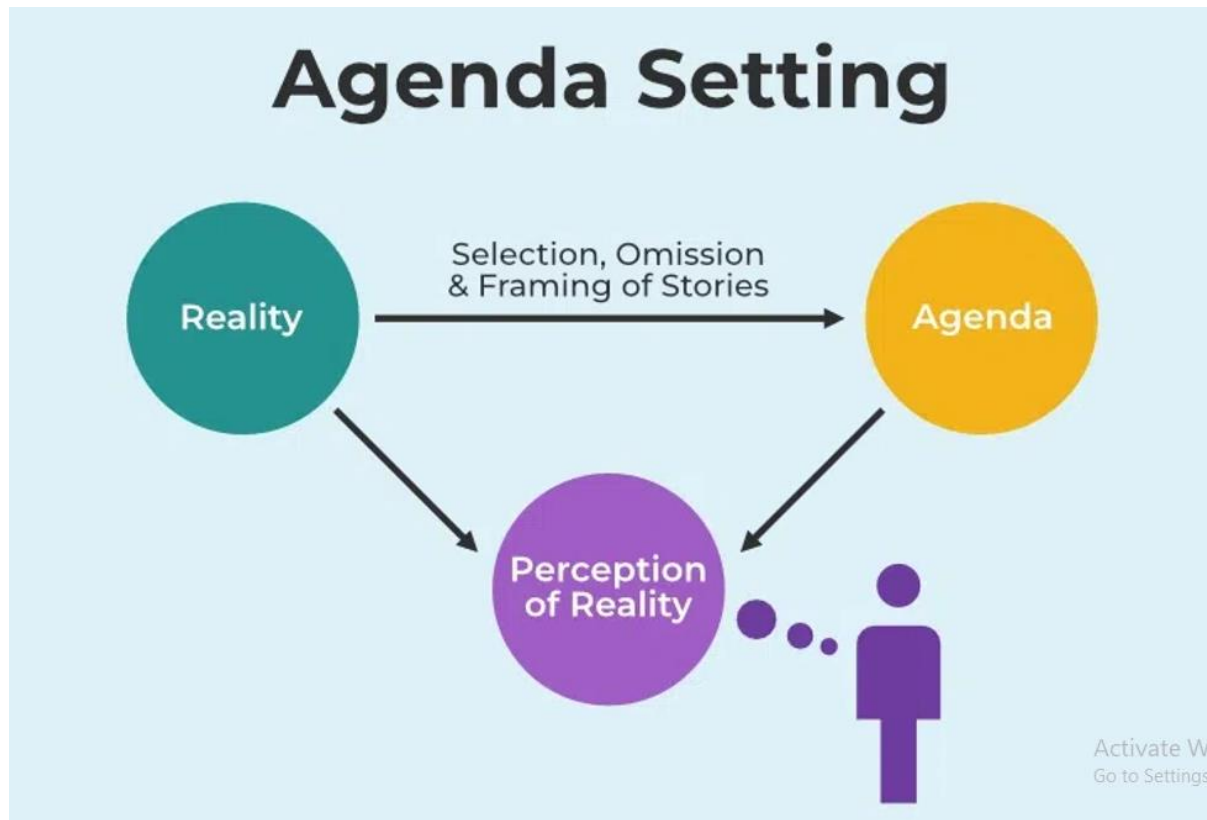 Agenda Setting
Selection, Omission
& Framing of Stories
Reality
Agenda
Perception
of Reality
Activate W
Go to Settings